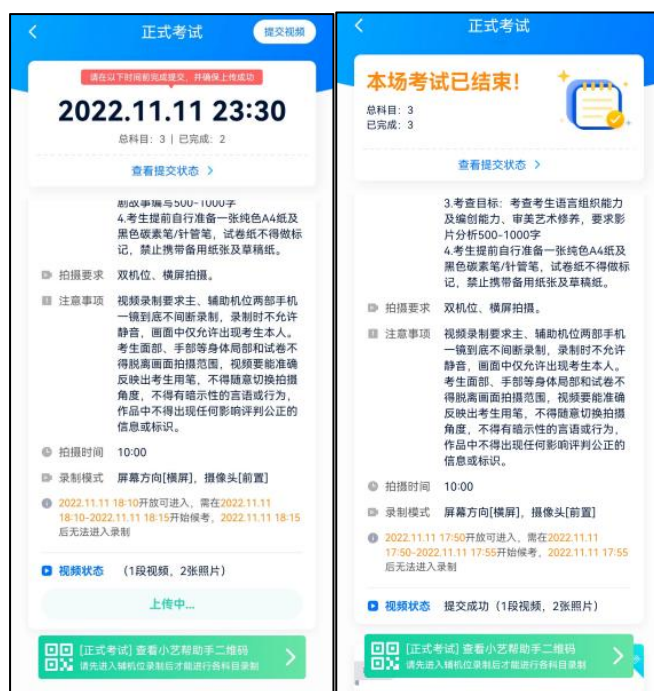 正式考试
提交视频
请在以下时间前完成提交，并确保上传成功
2022.11.11 23:30
总科目：3 | 已完成：2
查看提交状态 >
剧故事编写500-1000字
4.考生提前自行准备一张纯色A4纸及
黑色碳素笔/针管笔，试卷纸不得做标
记，禁止携带备用纸张及草稿纸。
拍摄要求 双机位、横屏拍摄。
注意事项 视频录制要求主、辅助机位两部手机
一镜到底不间断录制，录制时不允许
静音，画面中仅允许出现考生本人。
考生面部、手部等身体局部和试卷不
得脱离画面拍摄范围，视频要能准确
反映出考生用笔，不得随意切换拍摄
角度，不得有暗示性的言语或行为，
作品中不得出现任何影响评判公正的
信息或标识。
拍摄时间 10:00
录制模式 屏幕方向[横屏]，摄像头[前置]
2022.11.11 18:10开放可进入，需在2022.11.11
18:10-2022.11.11 18:15开始候考，2022.11.11 18:15
后无法进入录制
视频状态 （1段视频，2张照片）
上传中...
[正式考试] 查看小艺帮助手二维码
请先进入辅机位录制后才能进行各科目录制
正式考试
本场考试已结束！
总科目：3
已完成：3
查看提交状态 >
3.考查目标：考查考生语言组织能力
及编创能力、审美艺术修养，要求影
片分析500-1000字
4.考生提前自行准备一张纯色A4纸及
黑色碳素笔/针管笔，试卷纸不得做标
记，禁止携带备用纸张及草稿纸。
拍摄要求 双机位、横屏拍摄。
注意事项 视频录制要求主、辅助机位两部手机
一镜到底不间断录制，录制时不允许
静音，画面中仅允许出现考生本人。
考生面部、手部等身体局部和试卷不
得脱离画面拍摄范围，视频要能准确
反映出考生用笔，不得随意切换拍摄
角度，不得有暗示性的言语或行为，
作品中不得出现任何影响评判公正的
信息或标识。
拍摄时间 10:00
录制模式 屏幕方向[横屏]，摄像头[前置]
2022.11.11 17:50开放可进入，需在2022.11.11
17:50-2022.11.11 17:55开始候考，2022.11.11 17:55
后无法进入录制
视频状态 提交成功（1段视频，2张照片）
[正式考试] 查看小艺帮助手二维码
请先进入辅机位录制后才能进行各科目录制